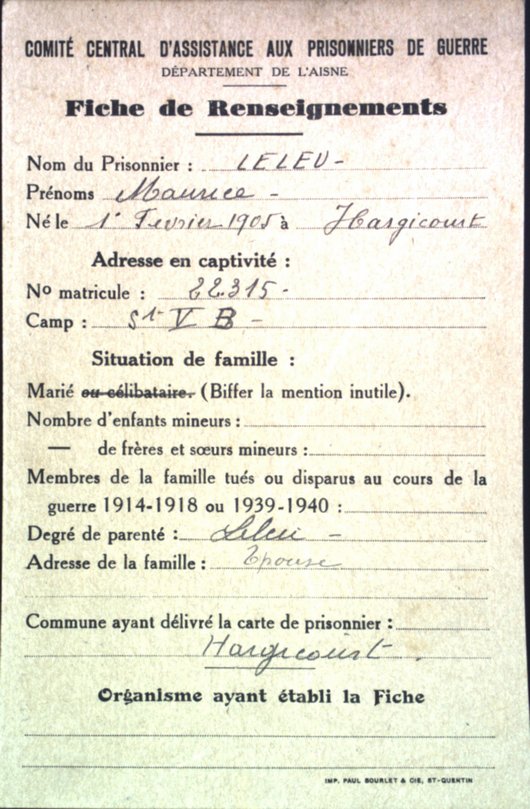 COMITÉ CENTRAL D'ASSISTANCE AUX PRISONNIERS DE GUERRE
DÉPARTEMENT DE L'AISNE
Fiche de Renseignements
Nom du Prisonnier : LELEU -
Prénoms Maurice -
Né le 1er Fevrier 1905 à Hargicourt
Adresse en captivité :
No matricule : 22.315 -
Camp : St V B -
Situation de famille :
Marié ou célibataire. (Biffer la mention inutile).
Nombre d'enfants mineurs :
— de frères et sœurs mineurs :
Membres de la famille tués ou disparus au cours de la
guerre 1914-1918 ou 1939-1940 :
Degré de parenté : Leleu -
Adresse de la famille : Epouse
Commune ayant délivré la carte de prisonnier :
Hargicourt.
Organisme ayant établi la Fiche
IMP. PAUL BOURLET & CIE, ST-QUENTIN